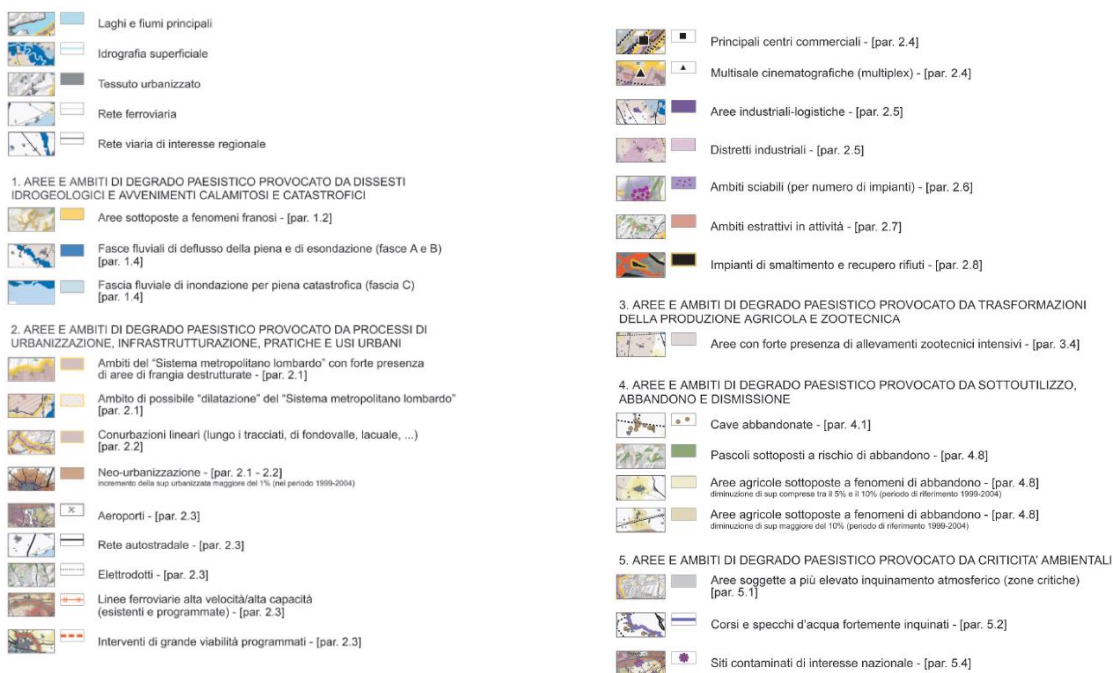 Laghi e fiumi principali
Idrografia superficiale
Tessuto urbanizzato
Rete ferroviaria
Rete viaria di interesse regionale
1. AREE E AMBITI DI DEGRADO PAESISTICO PROVOCATO DA DISSESTI
IDROGEOLOGICI E AVVENIMENTI CALAMITOSI E CATASTROFICI
Aree sottoposte a fenomeni franosi - [par. 1.2]
Fasce fluviali di deflusso della piena e di esondazione (fasce A e B)
[par. 1.4]
Fascia fluviale di inondazione per piena catastrofica (fascia C)
[par. 1.4]
2. AREE E AMBITI DI DEGRADO PAESISTICO PROVOCATO DA PROCESSI DI
URBANIZZAZIONE, INFRASTRUTTURAZIONE, PRATICHE E USI URBANI
Ambiti del "Sistema metropolitano lombardo" con forte presenza
di aree di frangia destrutturate - [par. 2.1]
Ambito di possibile "dilatazione" del "Sistema metropolitano lombardo"
[par. 2.1]
Conurbazioni lineari (lungo i tracciati, di fondovalle, lacuale, ...)
[par. 2.2]
Neo-urbanizzazione - [par. 2.1 - 2.2]
incremento della sup urbanizzata maggiore del 1% (nel periodo 1999-2004)
Aeroporti - [par. 2.3]
Rete autostradale - [par. 2.3]
Elettrodotti - [par. 2.3]
Linee ferroviarie alta velocità/alta capacità
(esistenti e programmate) - [par. 2.3]
Interventi di grande viabilità programmati - [par. 2.3]
Principali centri commerciali - [par. 2.4]
Multisale cinematografiche (multiplex) - [par. 2.4]
Aree industriali-logistiche - [par. 2.5]
Distretti industriali - [par. 2.5]
Ambiti sciabili (per numero di impianti) - [par. 2.6]
Ambiti estrattivi in attività - [par. 2.7]
Impianti di smaltimento e recupero rifiuti - [par. 2.8]
3. AREE E AMBITI DI DEGRADO PAESISTICO PROVOCATO DA TRASFORMAZIONI
DELLA PRODUZIONE AGRICOLA E ZOOTECNICA
Aree con forte presenza di allevamenti zootecnici intensivi - [par. 3.4]
4. AREE E AMBITI DI DEGRADO PAESISTICO PROVOCATO DA SOTTOUTILIZZO,
ABBANDONO E DISMISSIONE
Cave abbandonate - [par. 4.1]
Pascoli sottoposti a rischio di abbandono - [par. 4.8]
Aree agricole sottoposte a fenomeni di abbandono - [par. 4.8]
diminuzione di sup compresa tra il 5% e il 10% (periodo di riferimento 1999-2004)
Aree agricole sottoposte a fenomeni di abbandono - [par. 4.8]
diminuzione di sup maggiore del 10% (periodo di riferimento 1999-2004)
5. AREE E AMBITI DI DEGRADO PAESISTICO PROVOCATO DA CRITICITA' AMBIENTALI
Aree soggette a più elevato inquinamento atmosferico (zone critiche)
[par. 5.1]
Corsi e specchi d'acqua fortemente inquinati - [par. 5.2]
Siti contaminati di interesse nazionale - [par. 5.4]